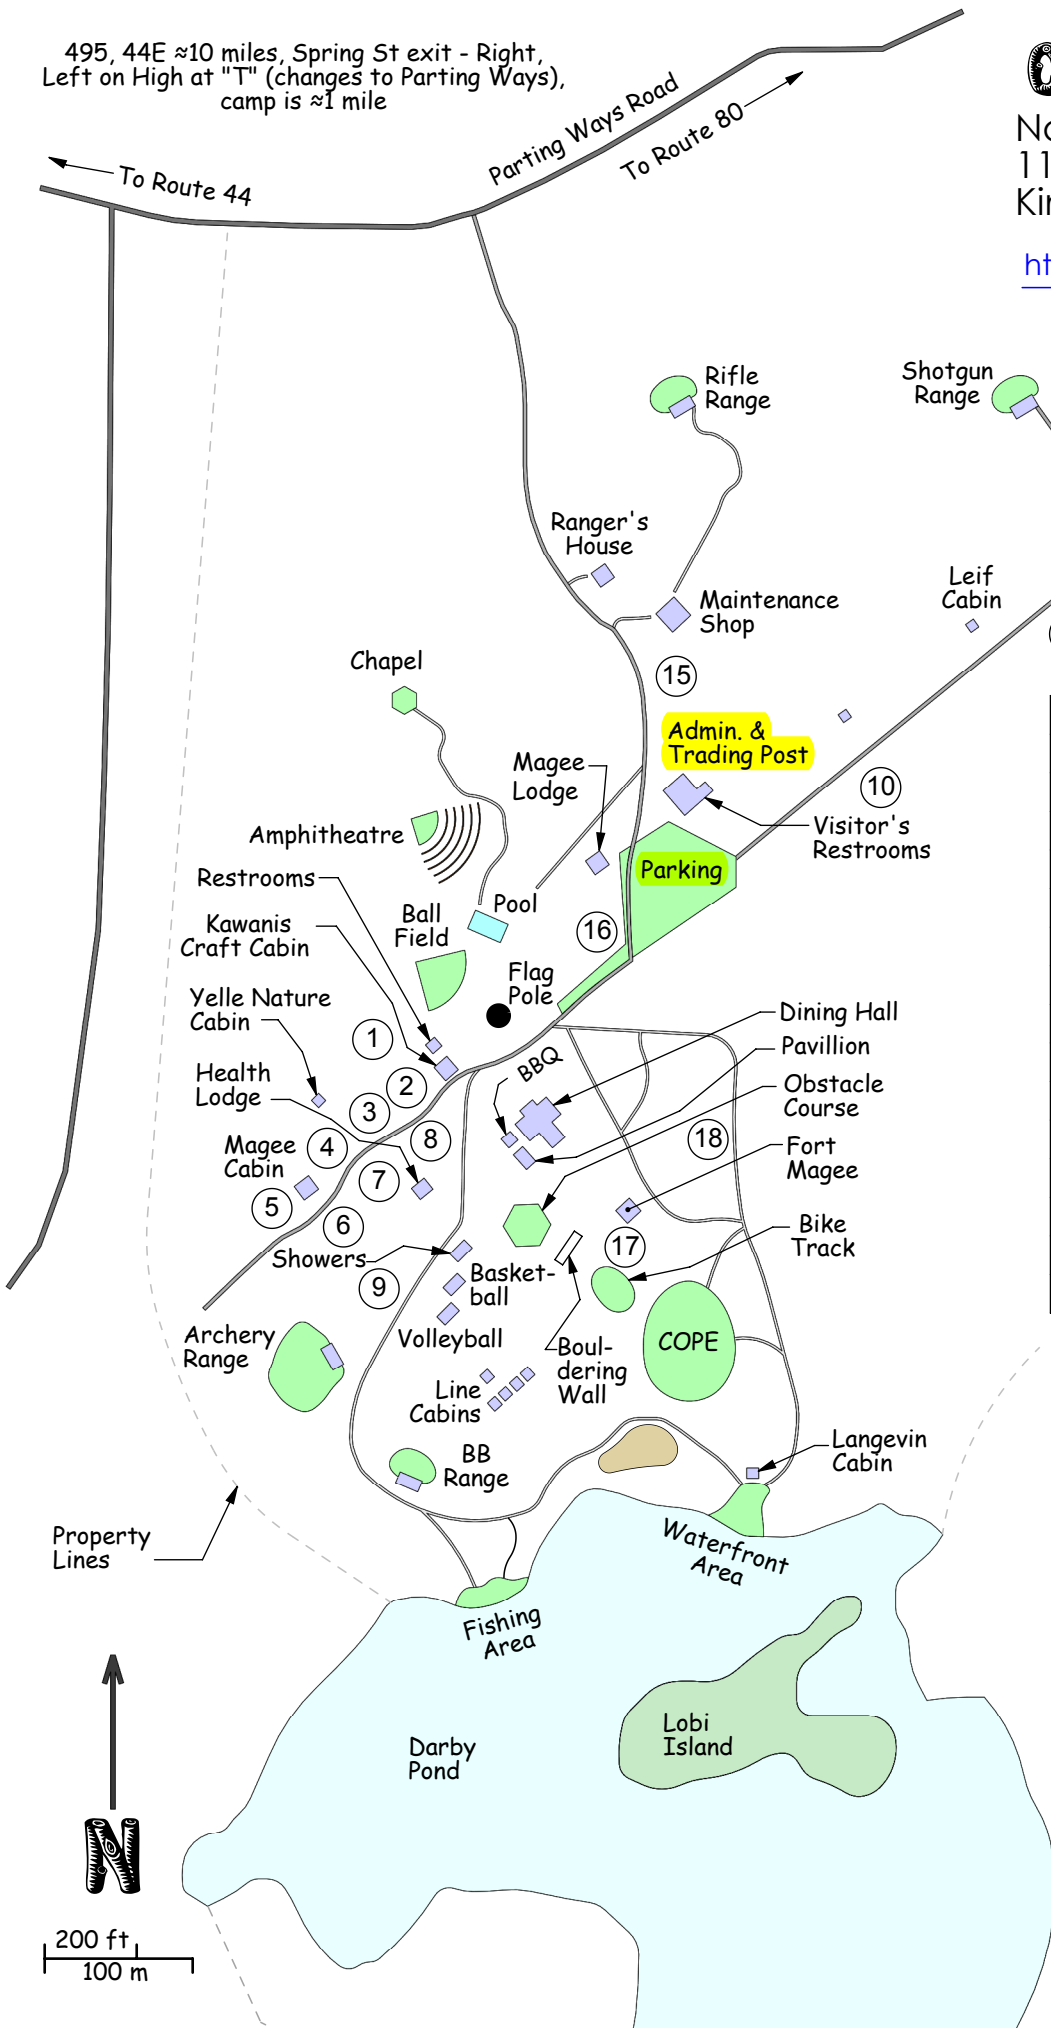 495, 44E ≈10 miles, Spring St exit - Right,
Left on High at "T" (changes to Parting Ways),
camp is ≈1 mile
Parting Ways Road
To Route 80
To Route 44
Rifle
Range
Shotgun
Range
Ranger's
House
Maintenance
Shop
Leif
Cabin
15
Chapel
Admin. &
Trading Post
Magee
Lodge
10
Visitor's
Restrooms
Amphitheatre
Parking
Restrooms
Pool
Ball
Field
Kawanis
Craft Cabin
16
Flag
Pole
Yelle Nature
Cabin
Dining Hall
1
Pavillion
BBQ
Health
Lodge
2
Obstacle
Course
3
Magee
Cabin
4
8
18
Fort
Magee
7
5
6
Showers
17
Bike
Track
9
Basket-
ball
Volleyball
Archery
Range
COPE
Boul-
dering
Wall
Line
Cabins
BB
Range
Langevin
Cabin
Property
Lines
Waterfront
Area
Fishing
Area
Lobi
Island
Darby
Pond
N
200 ft
100 m